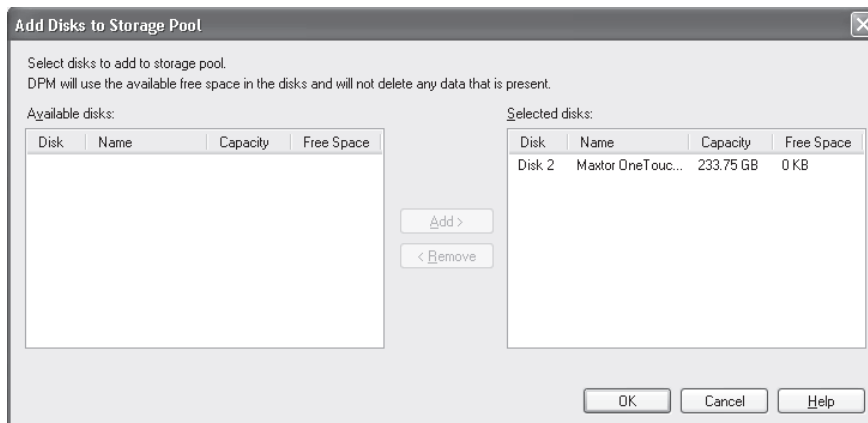 Add Disks to Storage Pool
Select disks to add to storage pool.
DPM will use the available free space in the disks and will not delete any data that is present.
Available disks:
Selected disks:
Disk Name Capacity Free Space
Disk Name Capacity Free Space
Disk 2 Maxtor OneTouc... 233.75 GB 0 KB
Add >
< Remove
OK Cancel Help